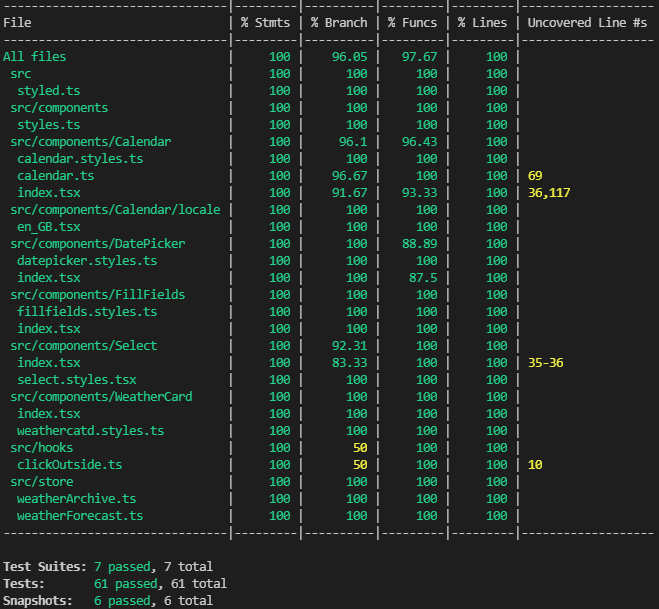 -------------------------------|---------|----------|---------|---------|-------------------
File                           | % Stmts | % Branch | % Funcs | % Lines | Uncovered Line #s
-------------------------------|---------|----------|---------|---------|-------------------
All files                      |     100 |    96.05 |   97.67 |     100 |
 src                           |     100 |      100 |     100 |     100 |
  styled.ts                    |     100 |      100 |     100 |     100 |
 src/components                |     100 |      100 |     100 |     100 |
  styles.ts                    |     100 |      100 |     100 |     100 |
 src/components/Calendar       |     100 |     96.1 |   96.43 |     100 |
  calendar.styles.ts           |     100 |      100 |     100 |     100 |
  calendar.ts                  |     100 |    96.67 |     100 |     100 | 69
  index.tsx                    |     100 |    91.67 |   93.33 |     100 | 36,117
 src/components/Calendar/locale |     100 |      100 |     100 |     100 |
  en_GB.tsx                    |     100 |      100 |     100 |     100 |
 src/components/DatePicker     |     100 |      100 |   88.89 |     100 |
  datepicker.styles.ts         |     100 |      100 |     100 |     100 |
  index.tsx                    |     100 |      100 |    87.5 |     100 |
 src/components/FillFields     |     100 |      100 |     100 |     100 |
  fillfields.styles.ts         |     100 |      100 |     100 |     100 |
  index.tsx                    |     100 |      100 |     100 |     100 |
 src/components/Select         |     100 |    92.31 |     100 |     100 |
  index.tsx                    |     100 |    83.33 |     100 |     100 | 35-36
  select.styles.tsx            |     100 |      100 |     100 |     100 |
 src/components/WeatherCard    |     100 |      100 |     100 |     100 |
  index.tsx                    |     100 |      100 |     100 |     100 |
  weathercatd.styles.ts        |     100 |      100 |     100 |     100 |
 src/hooks                     |     100 |       50 |     100 |     100 |
  clickOutside.ts              |     100 |       50 |     100 |     100 | 10
 src/store                     |     100 |      100 |     100 |     100 |
  weatherArchive.ts            |     100 |      100 |     100 |     100 |
  weatherForecast.ts           |     100 |      100 |     100 |     100 |
-------------------------------|---------|----------|---------|---------|-------------------
Test Suites: 7 passed, 7 total
Tests:       61 passed, 61 total
Snapshots:   6 passed, 6 total